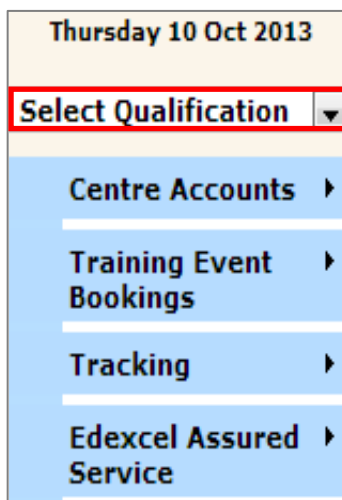 Thursday 10 Oct 2013
Select Qualification
Centre Accounts
Training Event
Bookings
Tracking
Edexcel Assured
Service